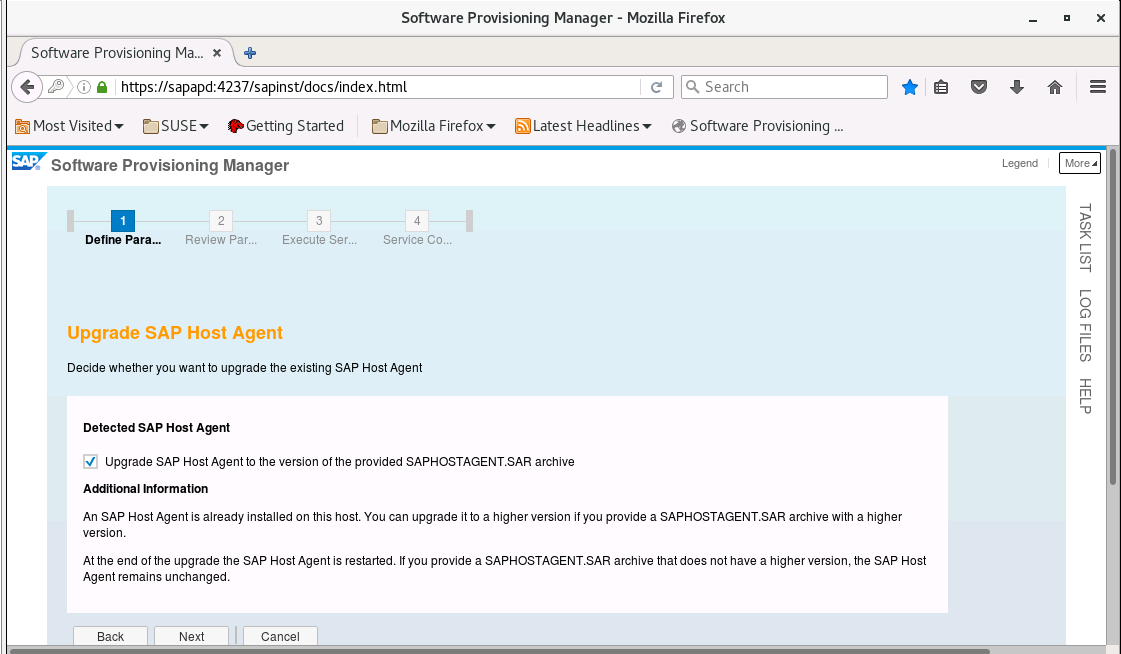 Software Provisioning Manager - Mozilla Firefox
Software Provisioning Ma...
https://sapapd:4237/sapinst/docs/index.html
Search
Most Visited SUSE Getting Started Mozilla Firefox Latest Headlines Software Provisioning ...
SAP Software Provisioning Manager
Legend More
1 2 3 4
Define Para... Review Par... Execute Ser... Service Co...
TASK LIST
LOG FILES
HELP
Upgrade SAP Host Agent
Decide whether you want to upgrade the existing SAP Host Agent
Detected SAP Host Agent
Upgrade SAP Host Agent to the version of the provided SAPHOSTAGENT.SAR archive
Additional Information
An SAP Host Agent is already installed on this host. You can upgrade it to a higher version if you provide a SAPHOSTAGENT.SAR archive with a higher
version.
At the end of the upgrade the SAP Host Agent is restarted. If you provide a SAPHOSTAGENT.SAR archive that does not have a higher version, the SAP Host
Agent remains unchanged.
Back Next Cancel